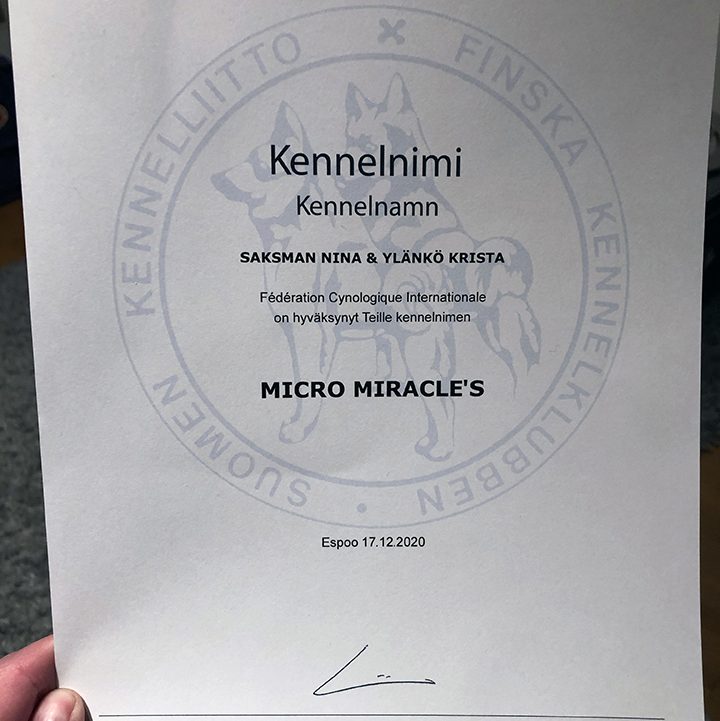 SUOMEN KENNELLIITTO
FINSKA KENNELKLUBBEN
Kennelnimi
Kennelnamn
SAKSMAN NINA & YLÄNKÖ KRISTA
Fédération Cynologique Internationale
on hyväksynyt Teille kennelnimen
MICRO MIRACLE'S
Espoo 17.12.2020